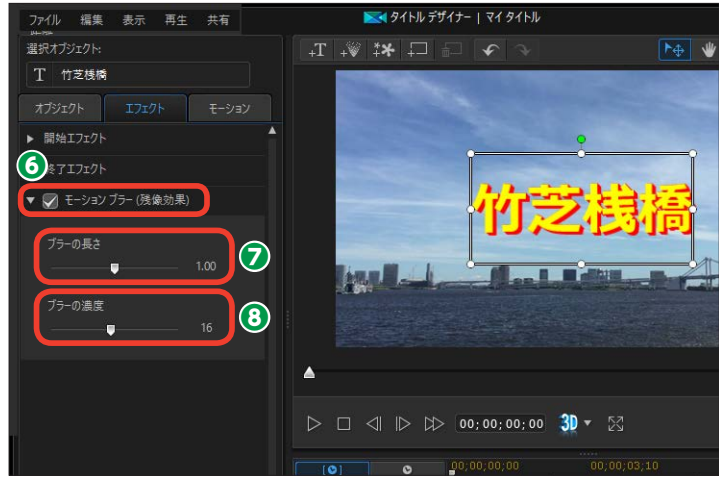 ファイル 編集 表示 再生 共有
タイトル デザイナー | マイ タイトル
選択オブジェクト:
T 竹芝桟橋
オブジェクト エフェクト モーション
開始エフェクト
6
終了エフェクト
モーション ブラー (残像効果)
ブラーの長さ
1.00
7
ブラーの濃度
16
8
竹芝桟橋
00;00;00;00 3D
00;00;00;00 00;00;03;10